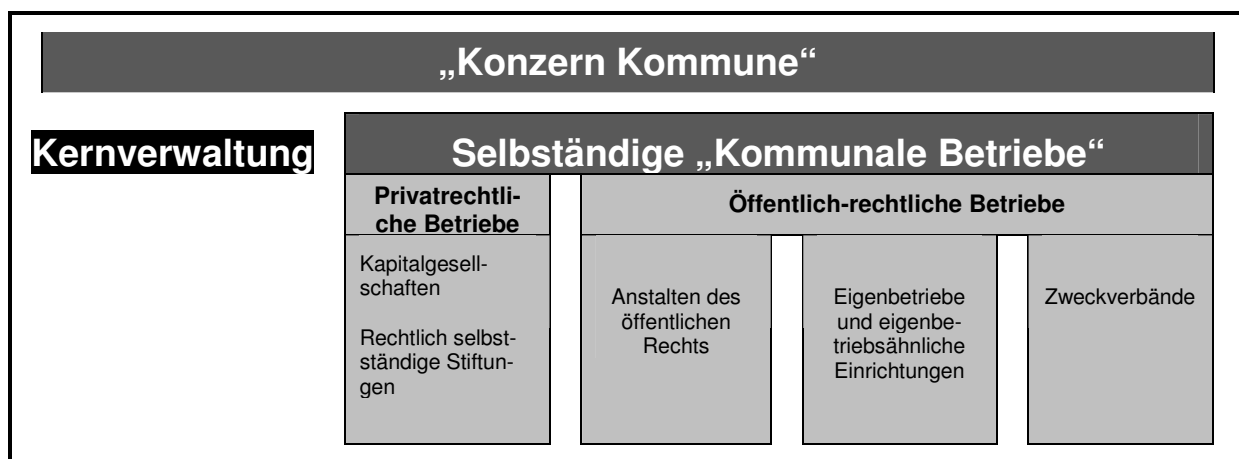 „Konzern Kommune“
Kernverwaltung
Selbständige „Kommunale Betriebe“
Privatrechtli-
che Betriebe
Öffentlich-rechtliche Betriebe
Kapitalgesell-
schaften
Rechtlich selbst-
ständige Stiftun-
gen
Anstalten des
öffentlichen
Rechts
Eigenbetriebe
und eigenbe-
triebsähnliche
Einrichtungen
Zweckverbände